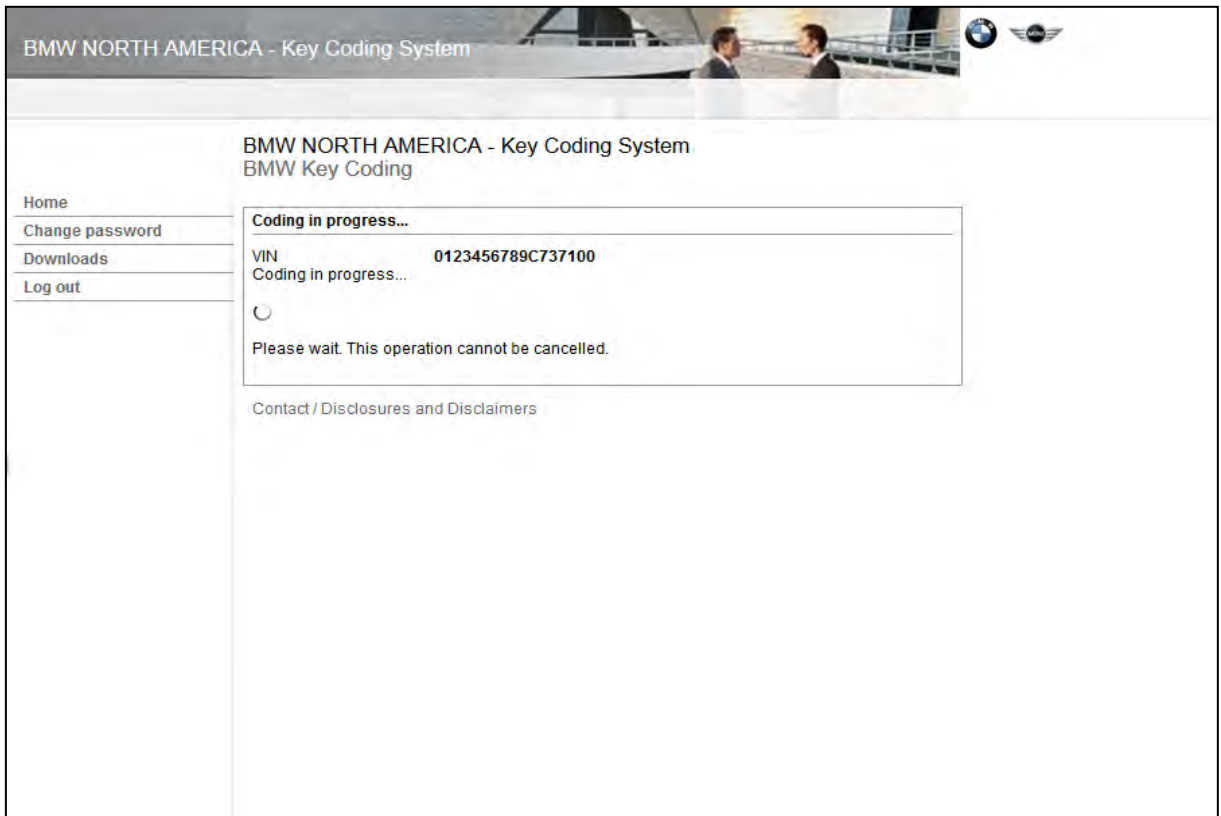 BMW NORTH AMERICA - Key Coding System
BMW NORTH AMERICA - Key Coding System
BMW Key Coding
Home
Change password
Downloads
Log out
Coding in progress...
VIN 0123456789C737100
Coding in progress...
Please wait. This operation cannot be cancelled.
Contact / Disclosures and Disclaimers